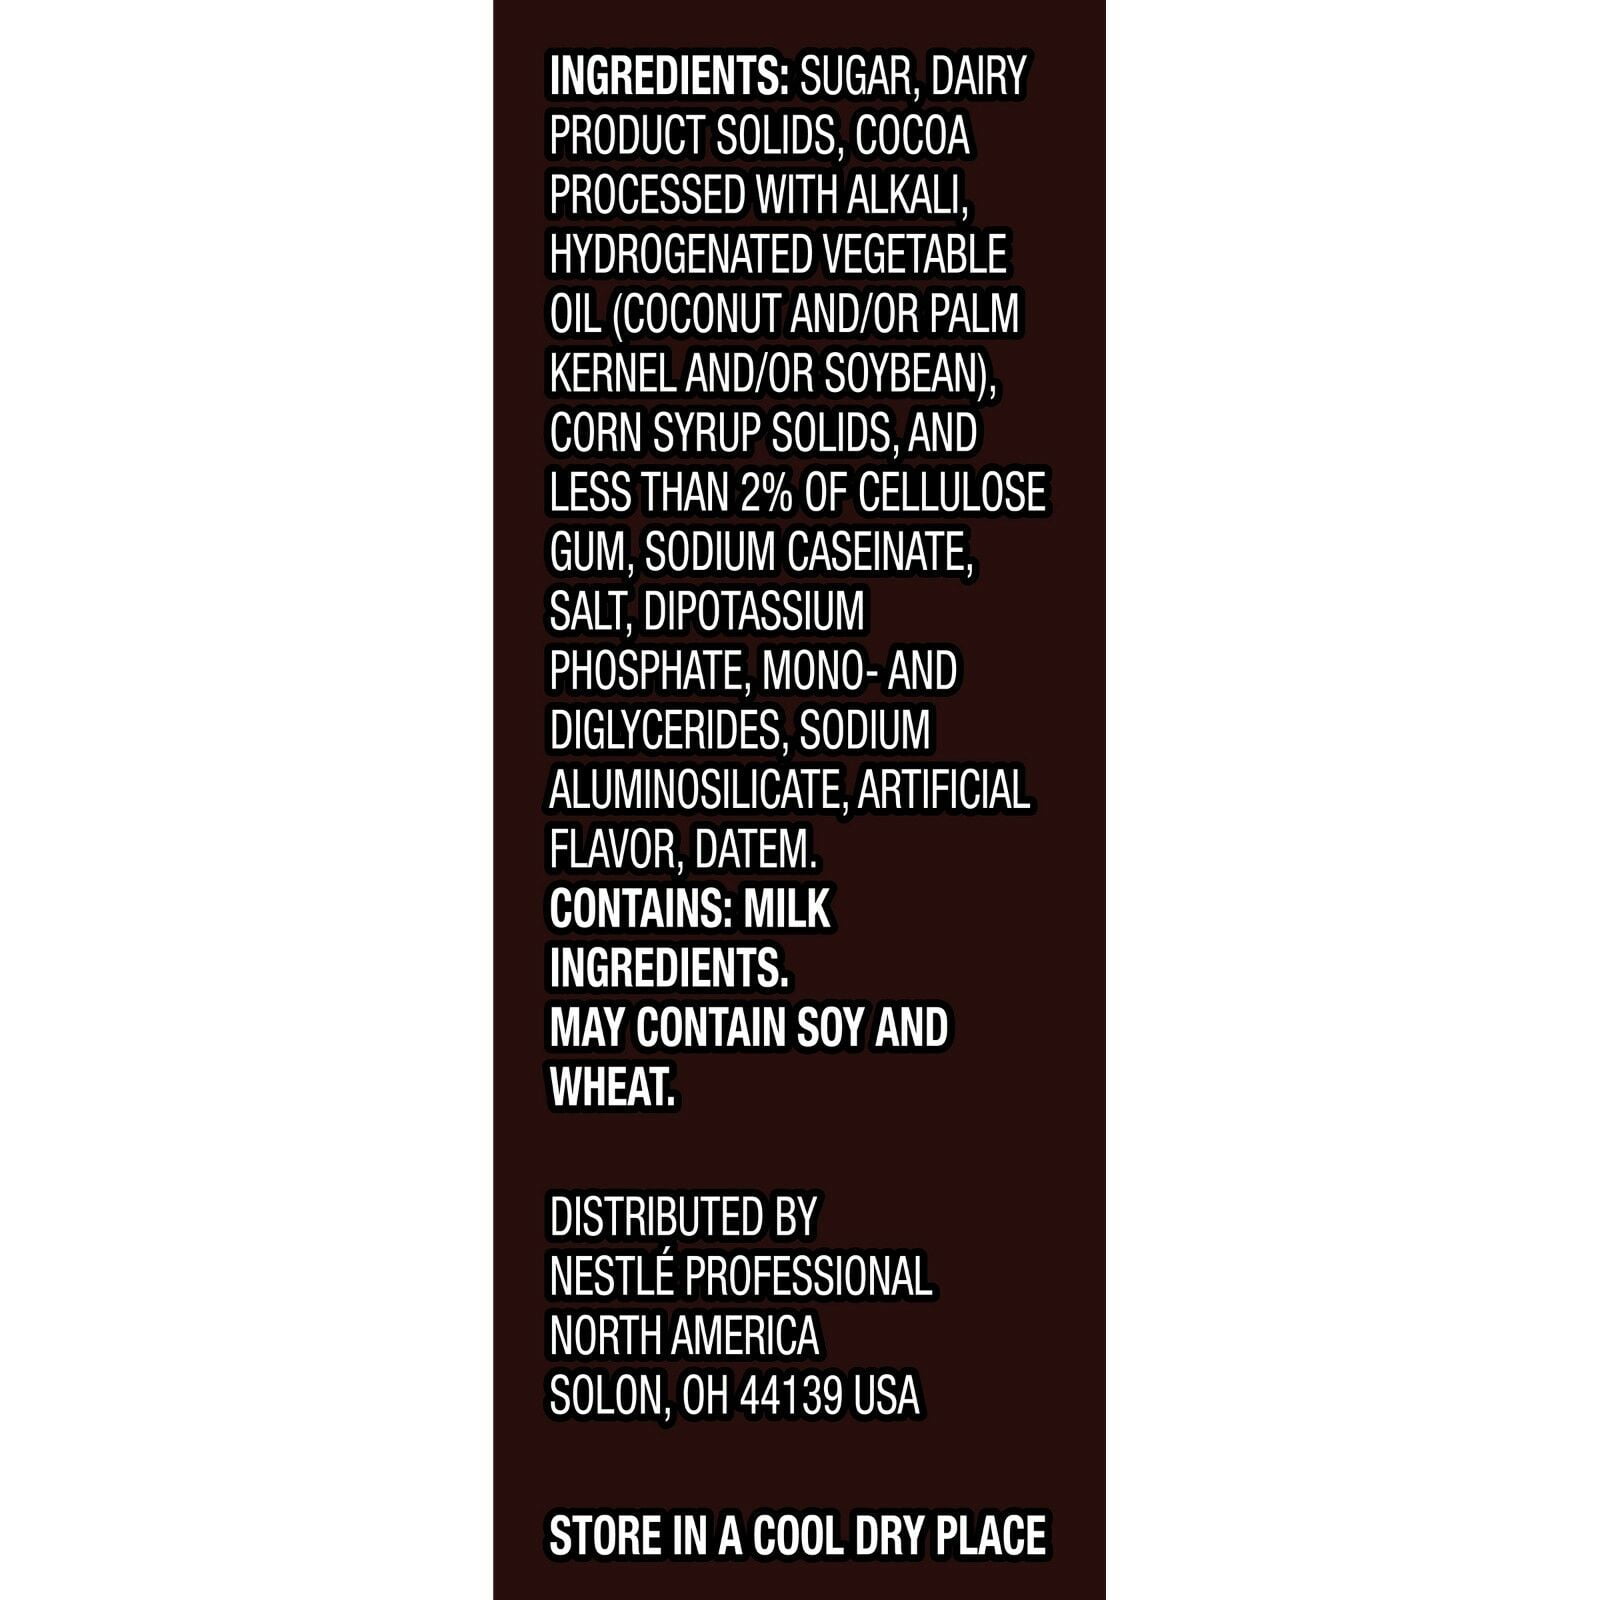 INGREDIENTS: SUGAR, DAIRY
PRODUCT SOLIDS, COCOA
PROCESSED WITH ALKALI,
HYDROGENATED VEGETABLE
OIL (COCONUT AND/OR PALM
KERNEL AND/OR SOYBEAN),
CORN SYRUP SOLIDS, AND
LESS THAN 2% OF CELLULOSE
GUM, SODIUM CASEINATE,
SALT, DIPOTASSIUM
PHOSPHATE, MONO- AND
DIGLYCERIDES, SODIUM
ALUMINOSILICATE, ARTIFICIAL
FLAVOR, DATEM.
CONTAINS: MILK
INGREDIENTS.
MAY CONTAIN SOY AND
WHEAT.
DISTRIBUTED BY
NESTLÉ PROFESSIONAL
NORTH AMERICA
SOLON, OH 44139 USA
STORE IN A COOL DRY PLACE